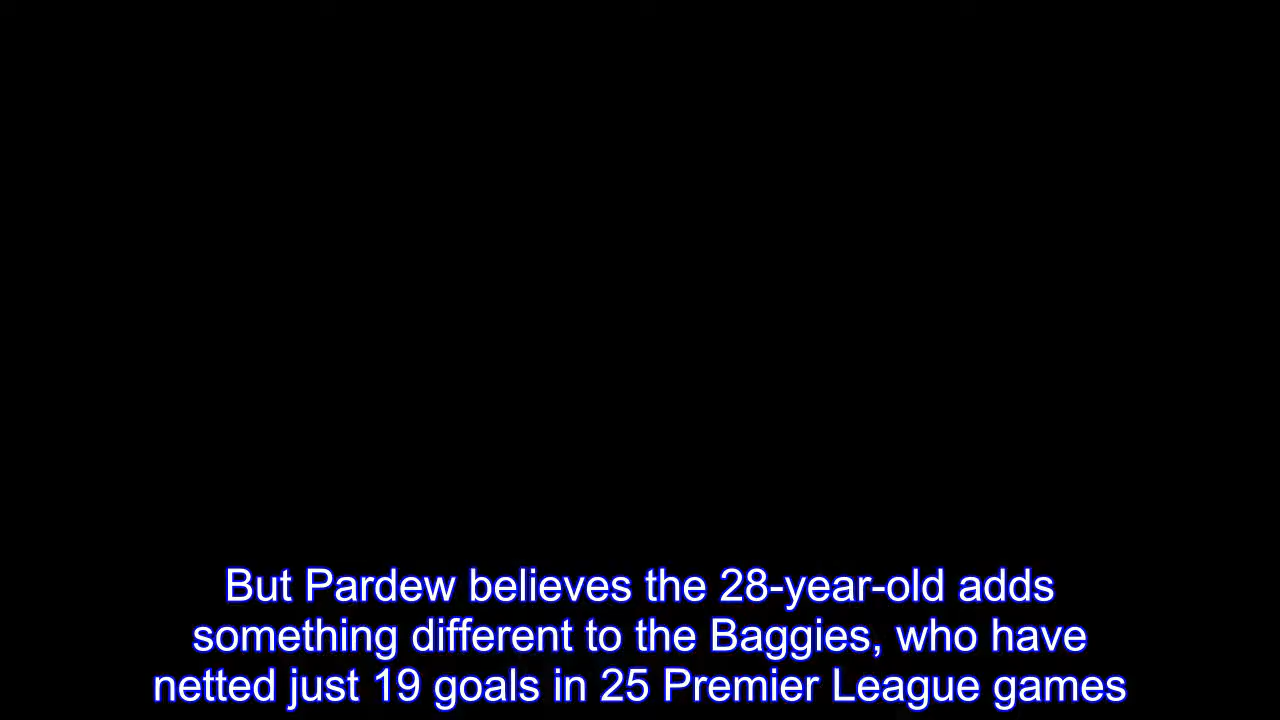 But Pardew believes the 28-year-old adds
something different to the Baggies, who have
netted just 19 goals in 25 Premier League games